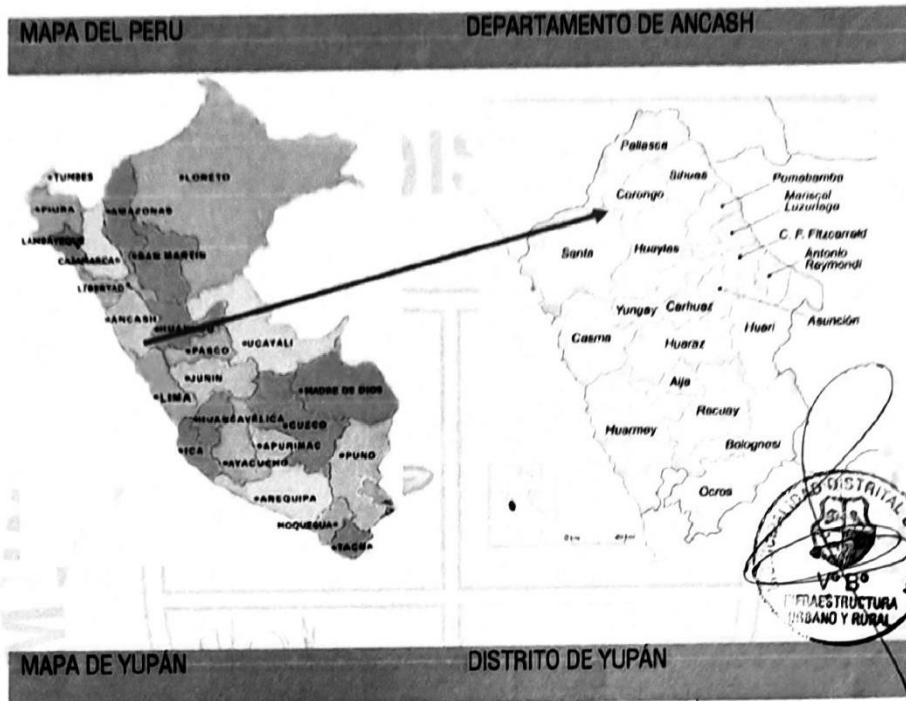 MAPA DEL PERU
DEPARTAMENTO DE ANCASH
TUMBES
LORETO
PIURA
AMAZONAS
LAMBAYEQUE
CAJAMARCA
SAN MARTIN
LIBERTAD
ANCASH
HUANUCO
PASCO
UCAYALI
JUNIN
MADRE DE DIOS
LIMA
HUANCAVELICA
CUZCO
ICA
APURIMAC
PUNO
AYACUCHO
AREQUIPA
MOQUEGUA
TACNA
Pallasca
Sihuas
Pomabamba
Corongo
Mariscal
Luzuriaga
C. F. Fitzcarrald
Santa
Huaylas
Antonio
Raymondi
Yungay
Carhuaz
Asunción
Casma
Huari
Huaraz
Aija
Recuay
Huarmey
Bolognesi
Ocros
DISTRITAL
V° B°
INFRAESTRUCTURA
URBANO Y RURAL
MAPA DE YUPÁN
DISTRITO DE YUPÁN